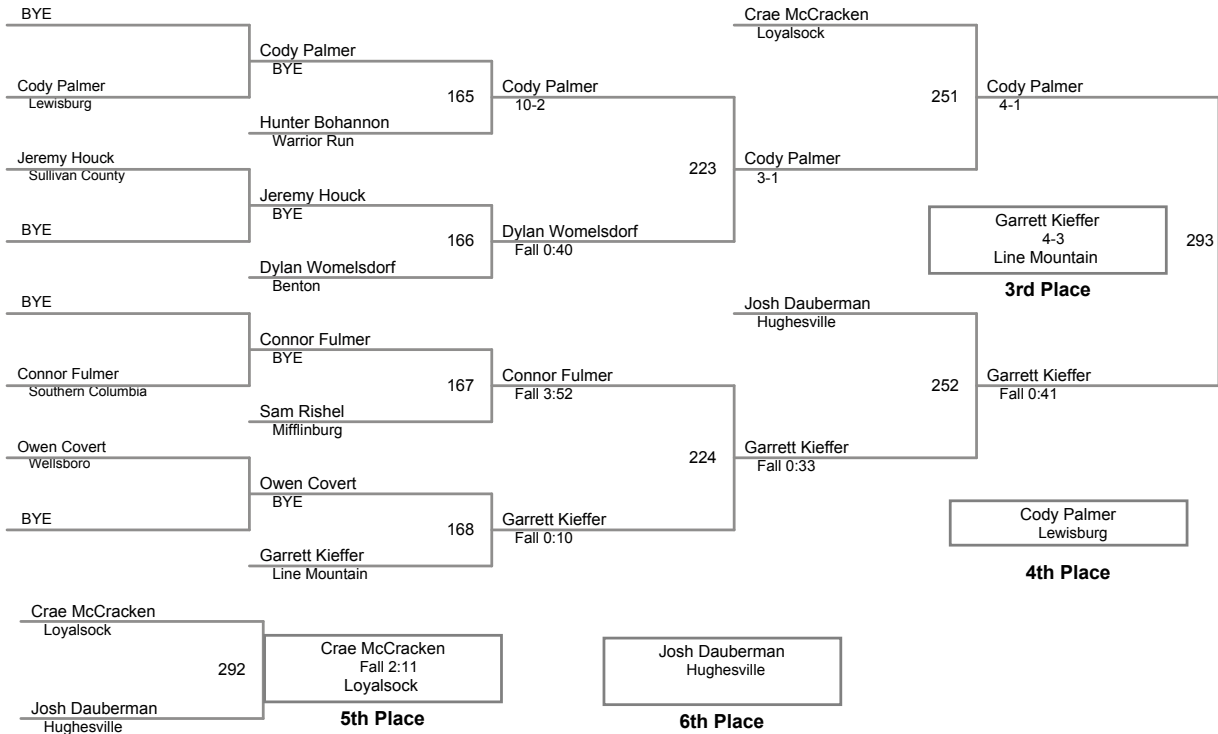 BYE
Cody Palmer
Lewisburg
Jeremy Houck
Sullivan County
BYE
BYE
Connor Fulmer
Southern Columbia
Owen Covert
Wellsboro
BYE
Cody Palmer
BYE
165
Hunter Bohannon
Warrior Run
Jeremy Houck
BYE
166
Dylan Womelsdorf
Benton
Connor Fulmer
BYE
167
Sam Rishel
Mifflinburg
Owen Covert
BYE
168
Garrett Kieffer
Line Mountain
Cody Palmer
10-2
223
Dylan Womelsdorf
Fall 0:40
Connor Fulmer
Fall 3:52
224
Garrett Kieffer
Fall 0:10
Crae McCracken
Loyalsock
251
Cody Palmer
3-1
Josh Dauberman
Hughesville
252
Garrett Kieffer
Fall 0:33
Cody Palmer
4-1
Garrett Kieffer
4-3
Line Mountain
293
3rd Place
Garrett Kieffer
Fall 0:41
Cody Palmer
Lewisburg
4th Place
Crae McCracken
Loyalsock
292
Josh Dauberman
Hughesville
Crae McCracken
Fall 2:11
Loyalsock
5th Place
Josh Dauberman
Hughesville
6th Place